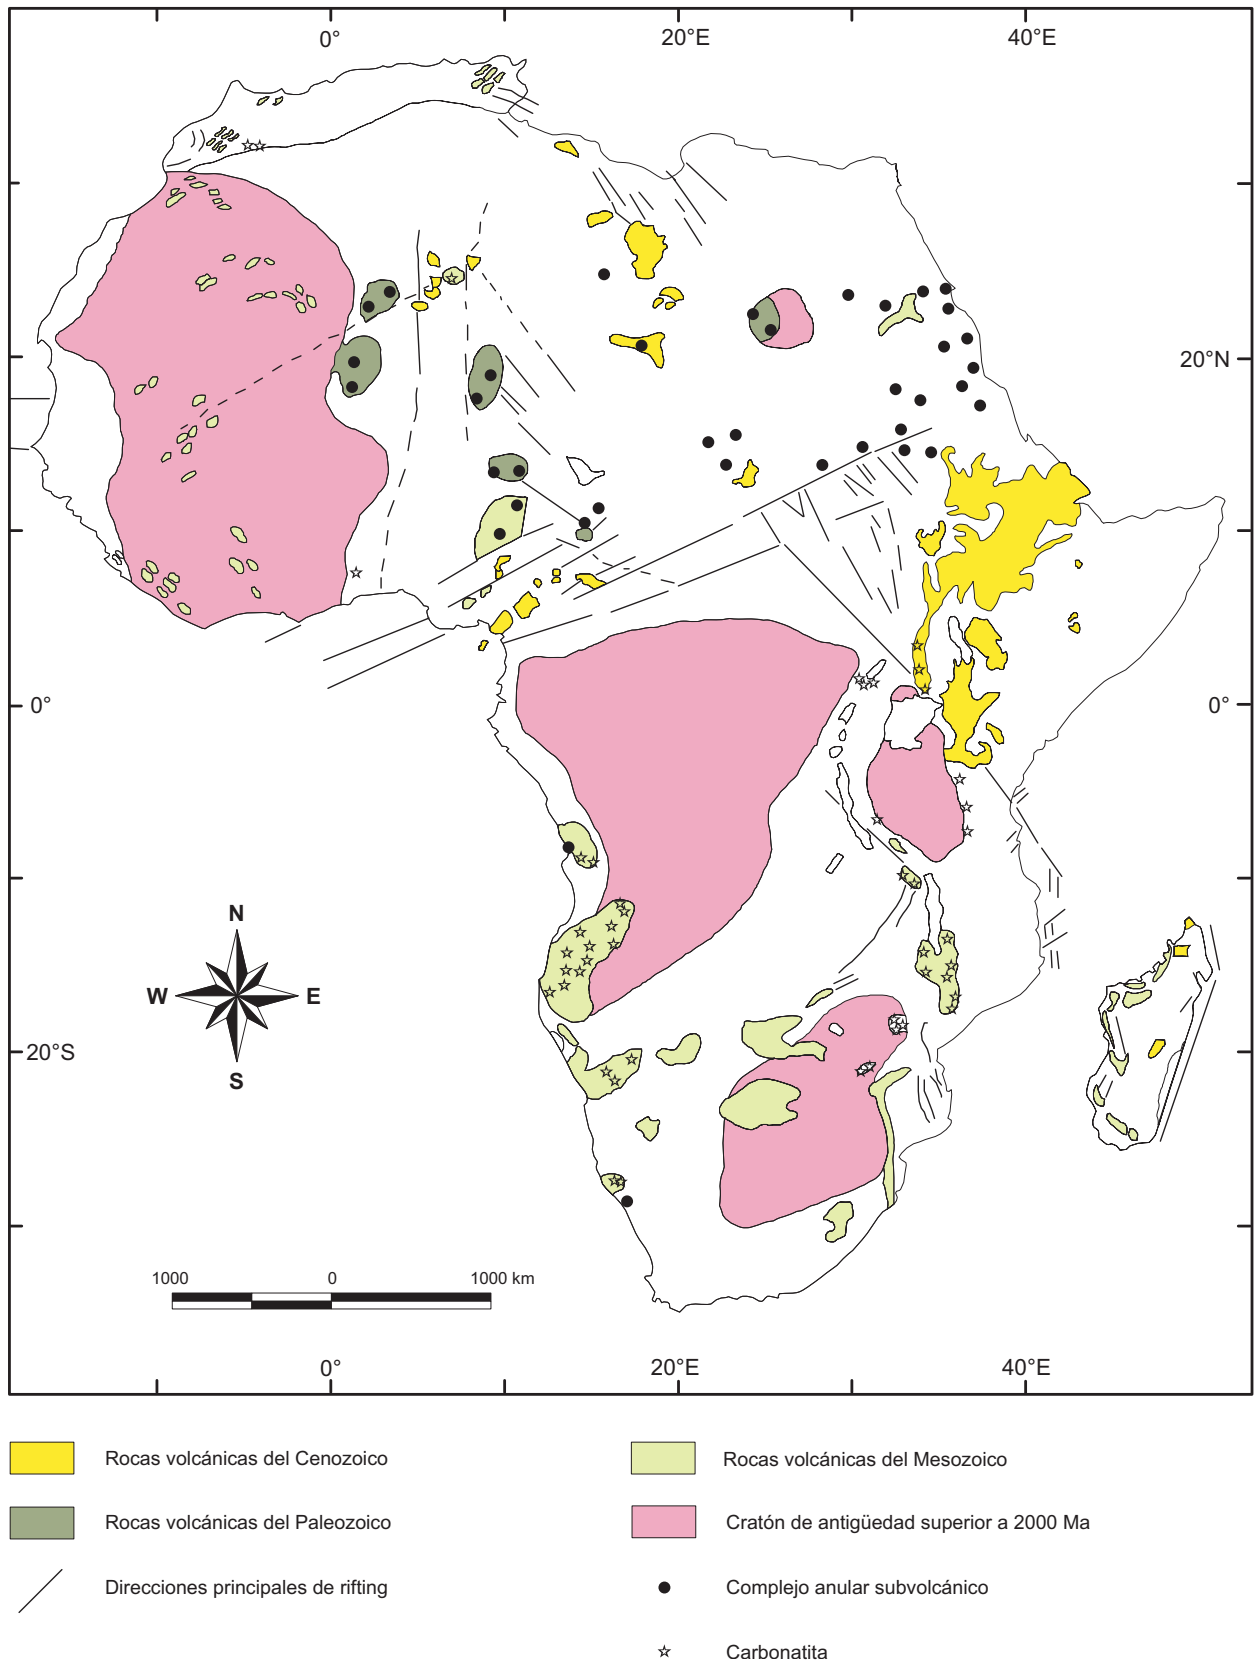 0° 20°E 40°E
20°N
0° 0°
N
W E
S
20°S
1000 0 1000 km
0° 20°E 40°E
Rocas volcánicas del Cenozoico Rocas volcánicas del Mesozoico
Rocas volcánicas del Paleozoico Cratón de antigüedad superior a 2000 Ma
Direcciones principales de rifting Complejo anular subvolcánico
Carbonatita